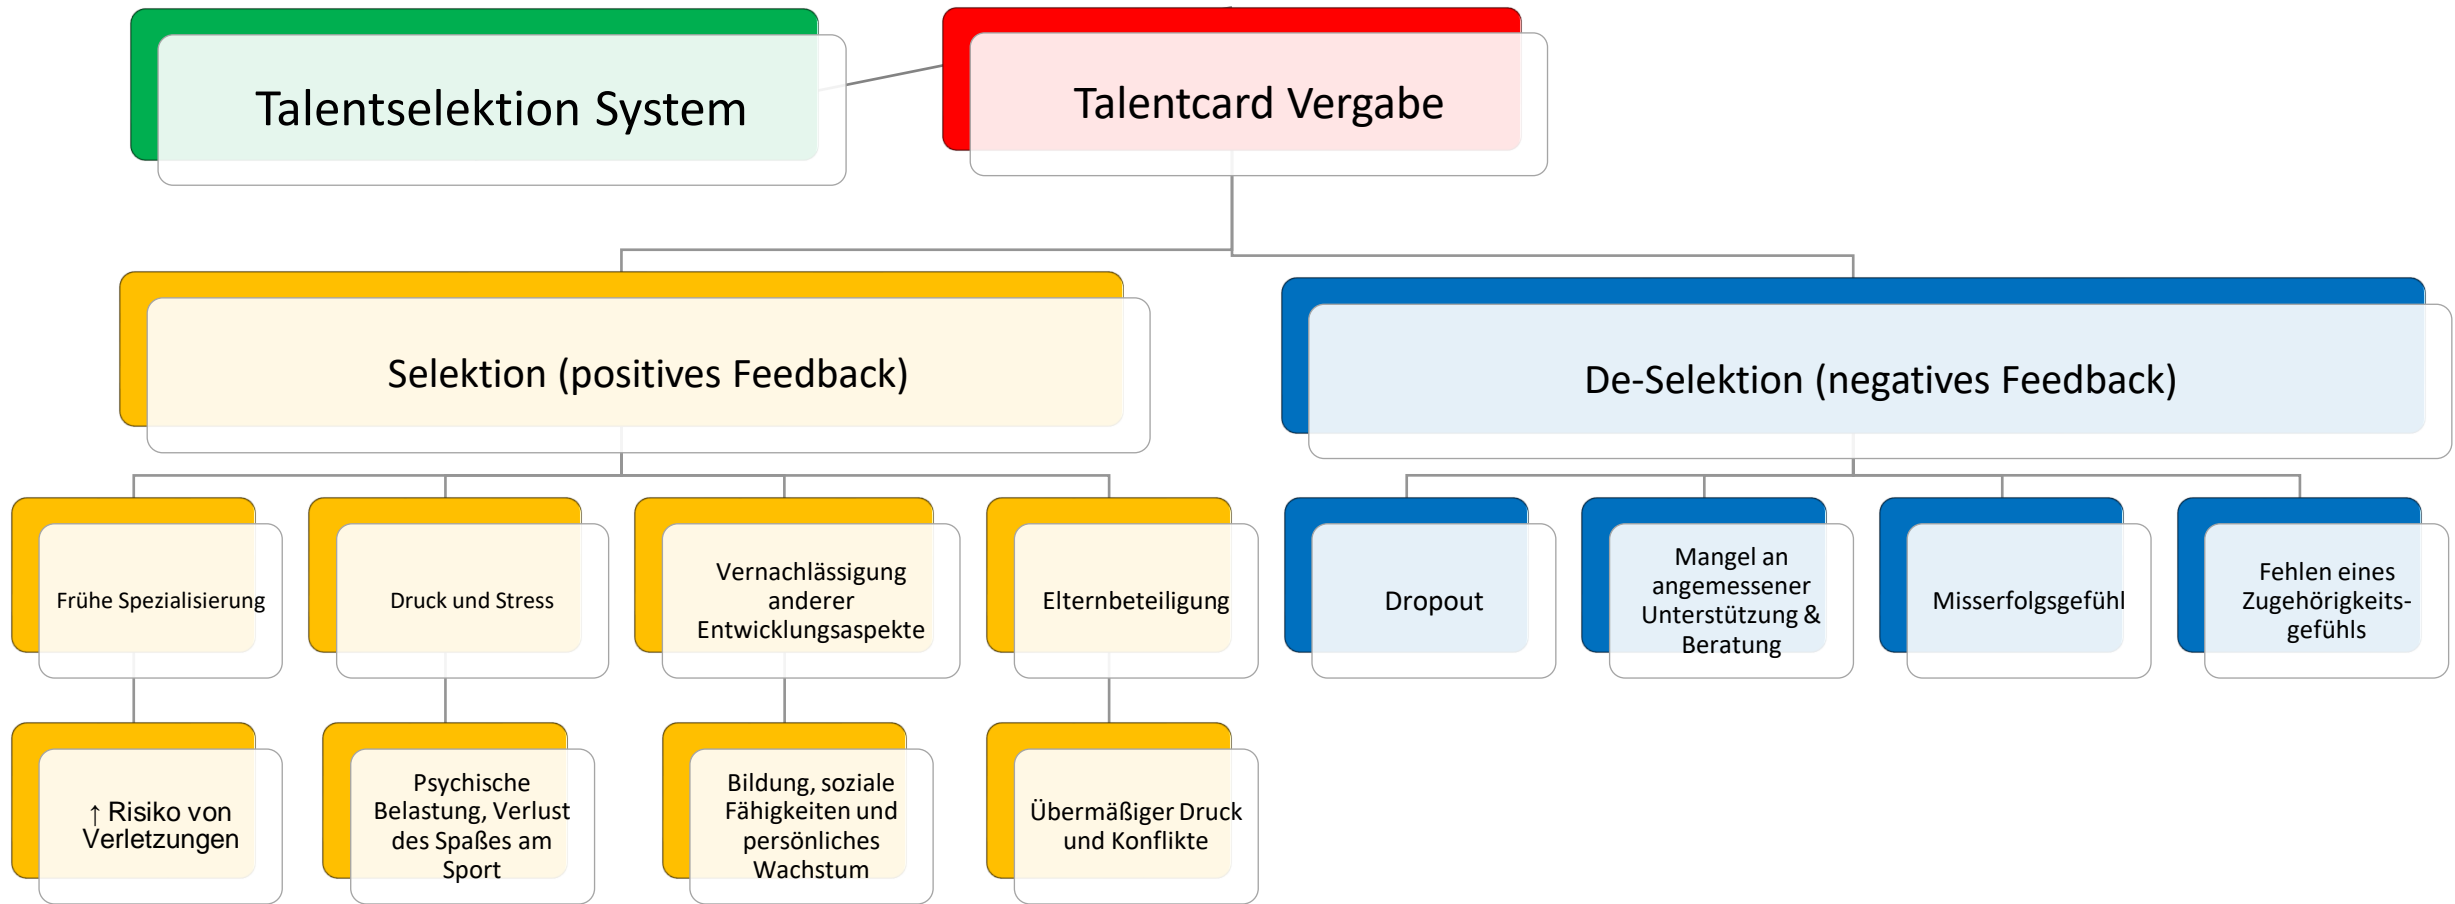 Talentselektion System
Talentcard Vergabe
Selektion (positives Feedback)
De-Selektion (negatives Feedback)
Frühe Spezialisierung
Druck und Stress
Vernachlässigung
anderer
Entwicklungsaspekte
Elternbeteiligung
Dropout
Mangel an
angemessener
Unterstützung &
Beratung
Misserfolgsgefühl
Fehlen eines
Zugehörigkeits-
gefühls
↑ Risiko von
Verletzungen
Psychische
Belastung, Verlust
des Spaßes am
Sport
Bildung, soziale
Fähigkeiten und
persönliches
Wachstum
Übermäßiger Druck
und Konflikte